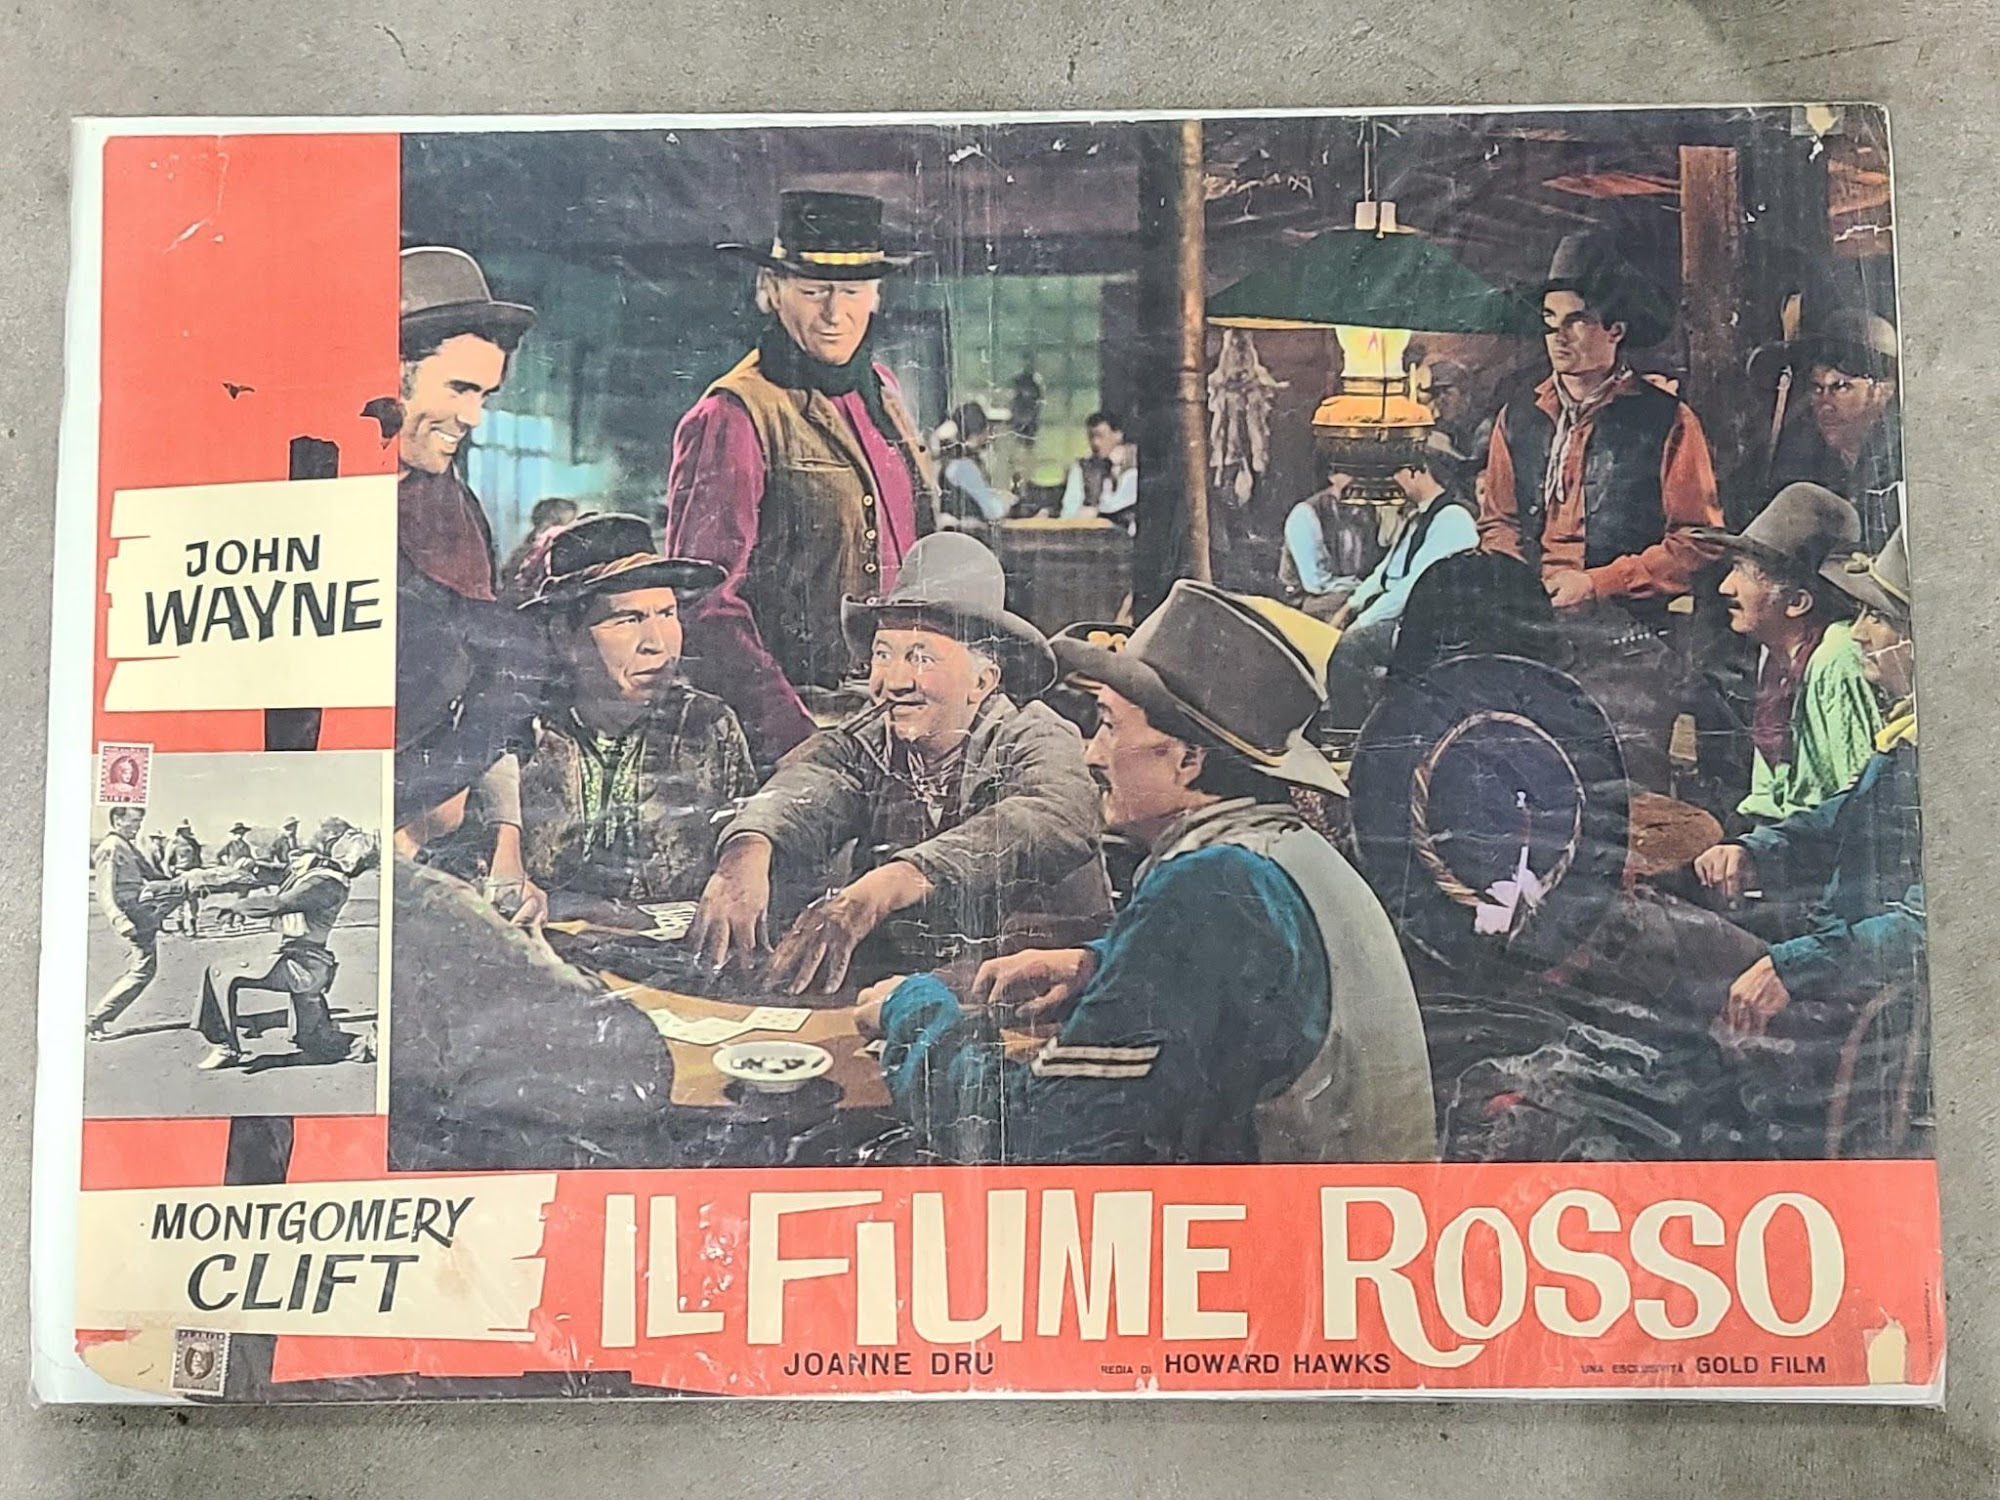 JOHN
WAYNE
MONTGOMERY
CLIFT
IL FIUME ROSSO
JOANNE DRU
REGIA DI HOWARD HAWKS
UNA ESCLUSIVITÀ GOLD FILM